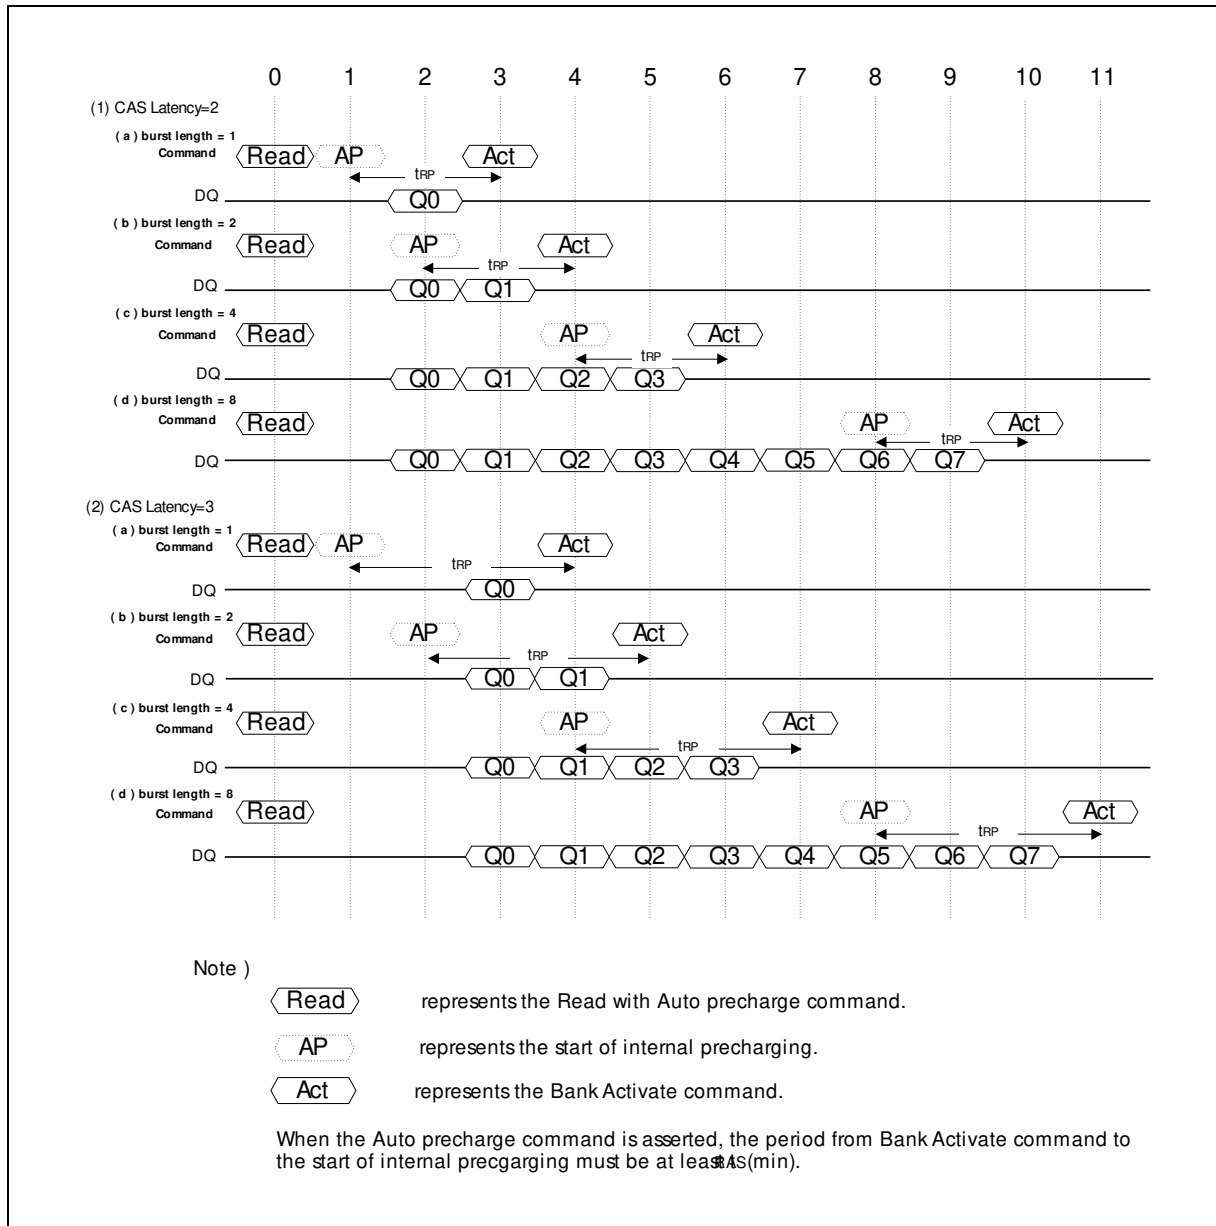 0 1 2 3 4 5 6 7 8 9 10 11
(1) CAS Latency=2
( a ) burst length = 1
Command Read AP Act
tRP
DQ Q0
( b ) burst length = 2
Command Read AP Act
tRP
DQ Q0 Q1
( c ) burst length = 4
Command Read AP Act
tRP
DQ Q0 Q1 Q2 Q3
( d ) burst length = 8
Command Read AP Act
tRP
DQ Q0 Q1 Q2 Q3 Q4 Q5 Q6 Q7
(2) CAS Latency=3
( a ) burst length = 1
Command Read AP Act
tRP
DQ Q0
( b ) burst length = 2
Command Read AP Act
tRP
DQ Q0 Q1
( c ) burst length = 4
Command Read AP Act
tRP
DQ Q0 Q1 Q2 Q3
( d ) burst length = 8
Command Read AP Act
tRP
DQ Q0 Q1 Q2 Q3 Q4 Q5 Q6 Q7
Note )
Read represents the Read with Auto precharge command.
AP represents the start of internal precharging.
Act represents the Bank Activate command.
When the Auto precharge command is asserted, the period from Bank Activate command to
the start of internal precgarging must be at least tRAS(min).